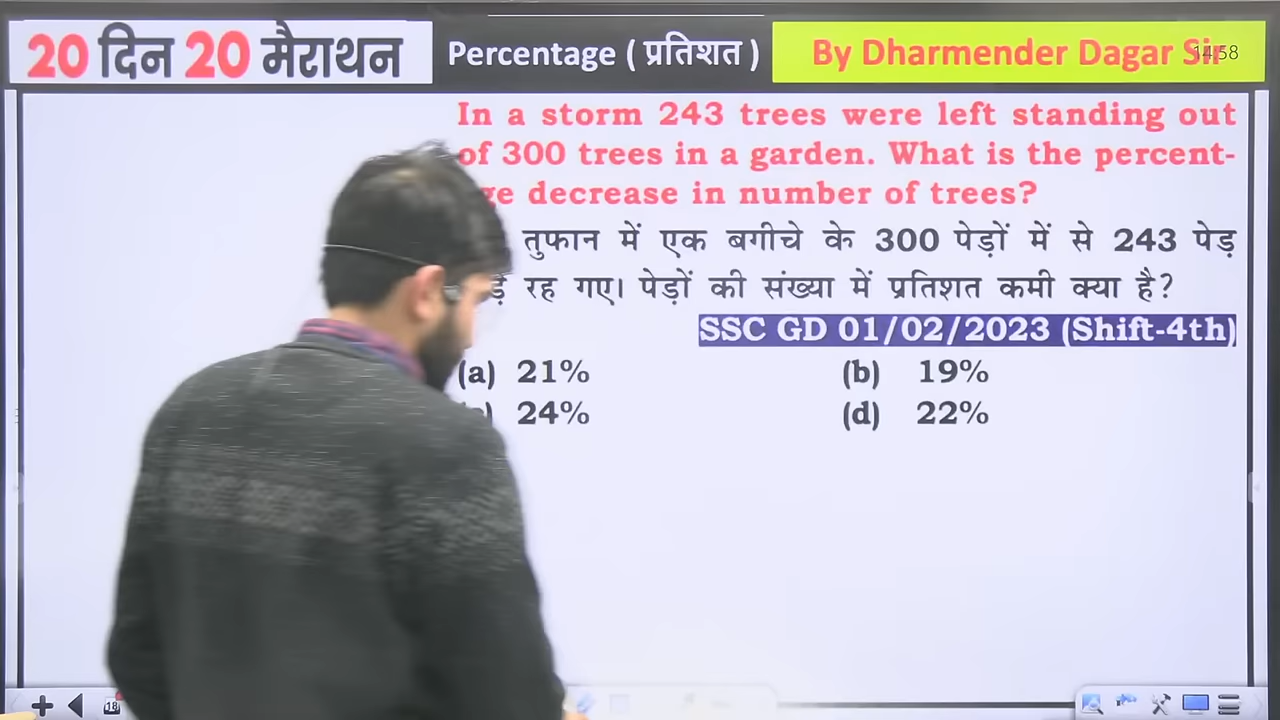 20 दिन 20 मैराथन
Percentage ( प्रतिशत )
By Dharmender Dagar Sir
14:58
In a storm 243 trees were left standing out
of 300 trees in a garden. What is the percent-
ge decrease in number of trees?
तुफान में एक बगीचे के 300 पेड़ों में से 243 पेड़
ड़े रह गए। पेड़ों की संख्या में प्रतिशत कमी क्या है?
SSC GD 01/02/2023 (Shift-4th)
(a) 21% (b) 19%
) 24% (d) 22%
18